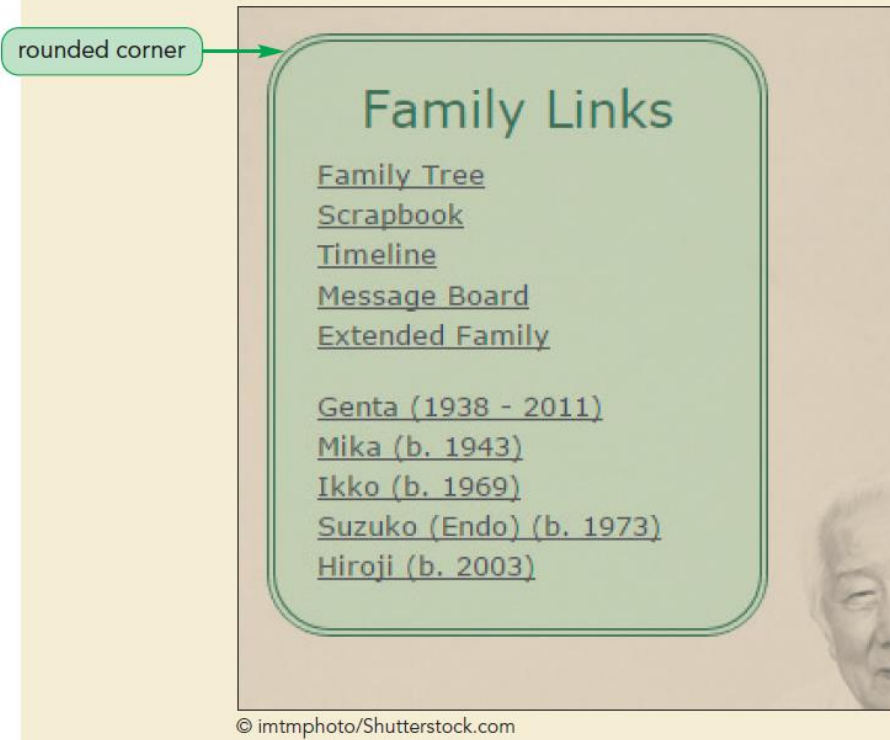 rounded corner
Family Links
Family Tree
Scrapbook
Timeline
Message Board
Extended Family
Genta (1938 - 2011)
Mika (b. 1943)
Ikko (b. 1969)
Suzuko (Endo) (b. 1973)
Hiroji (b. 2003)
© imtmphoto/Shutterstock.com